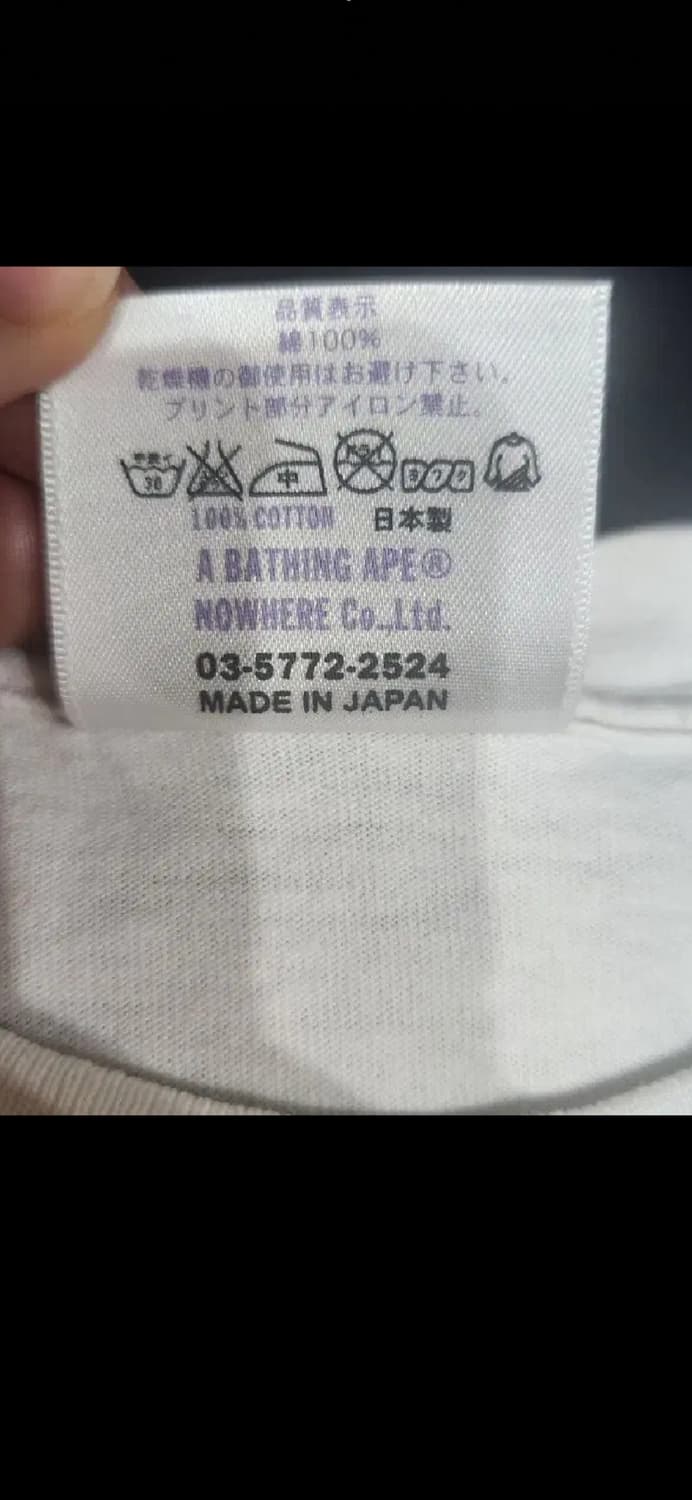 品質表示
綿100%
乾燥機の御使用はお避け下さい。
プリント部分アイロン禁止。
30 中
100% COTTON 日本製
A BATHING APE®
NOWHERE Co.,Ltd.
03-5772-2524
MADE IN JAPAN